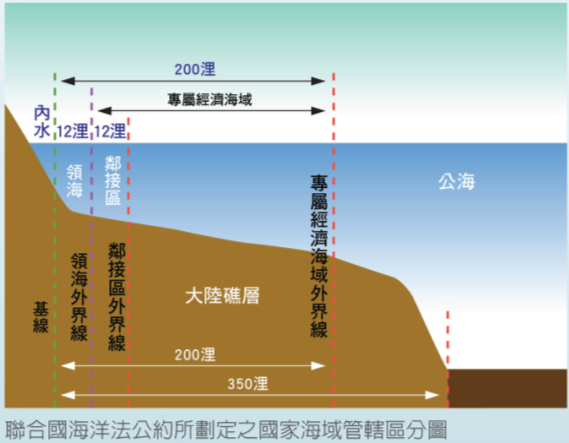 200浬
專屬經濟海域
內水
12浬
12浬
領海
鄰接區
公海
基線
領海外界線
鄰接區外界線
專屬經濟海域外界線
大陸礁層
200浬
350浬
聯合國海洋法公約所劃定之國家海域管轄區分圖